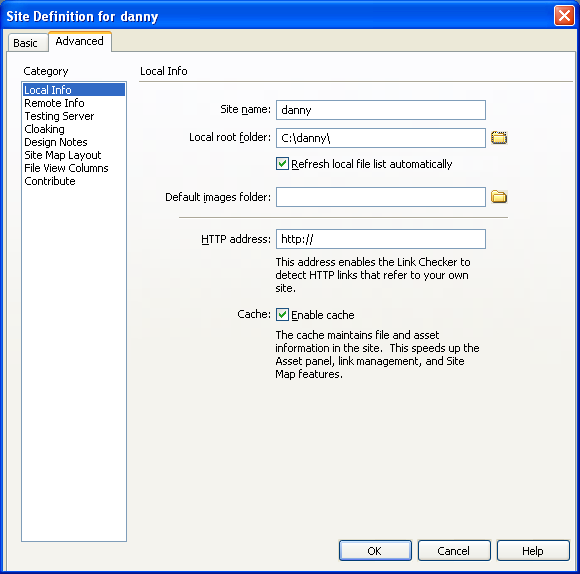 Site Definition for danny
Basic
Advanced
Category
Local Info
Remote Info
Testing Server
Cloaking
Design Notes
Site Map Layout
File View Columns
Contribute
Local Info
Site name: danny
Local root folder: C:\danny\
Refresh local file list automatically
Default images folder:
HTTP address: http://
This address enables the Link Checker to
detect HTTP links that refer to your own
site.
Cache: Enable cache
The cache maintains file and asset
information in the site.  This speeds up the
Asset panel, link management, and Site
Map features.
OK
Cancel
Help